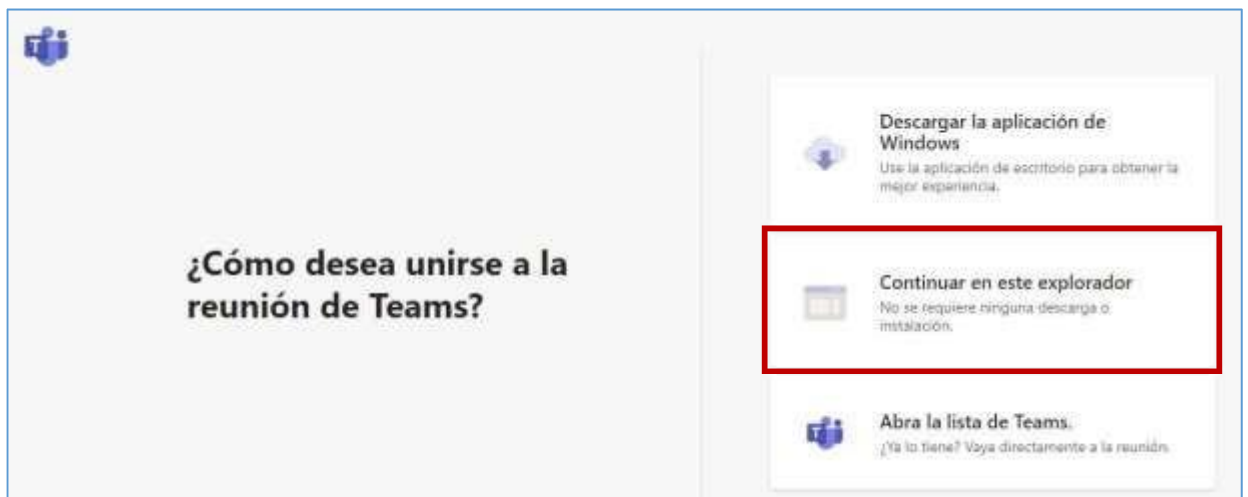 ¿Cómo desea unirse a la
reunión de Teams?
Descargar la aplicación de
Windows
Use la aplicación de escritorio para obtener la
mejor experiencia.
Continuar en este explorador
No se requiere ninguna descarga o
instalación.
Abra la lista de Teams.
¿Ya lo tiene? Vaya directamente a la reunión.